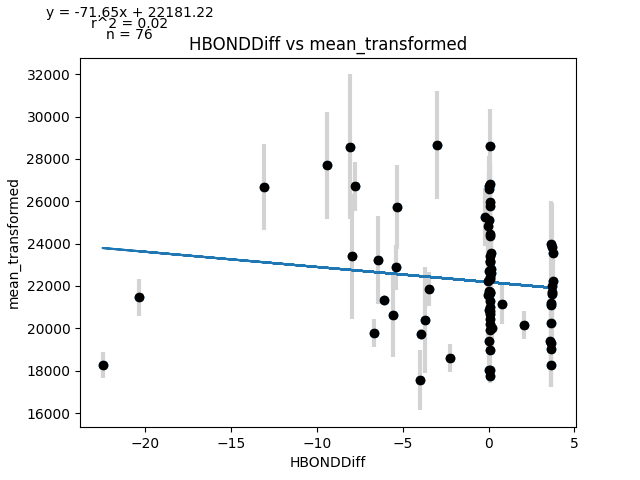 y = -71.65x + 22181.22
r^2 = 0.02
n = 76
HBONDDiff vs mean_transformed
mean_transformed
32000
30000
28000
26000
24000
22000
20000
18000
16000
−20
−15
−10
−5
0
5
HBONDDiff